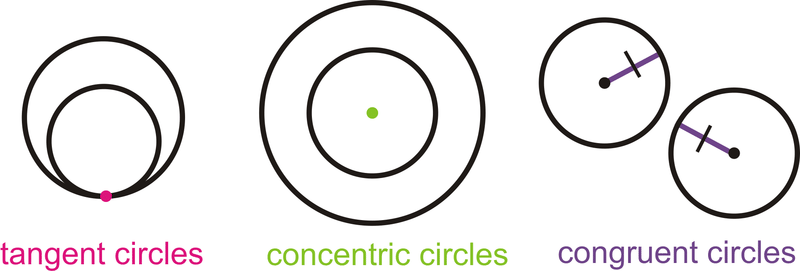 tangent circles
concentric circles
congruent circles